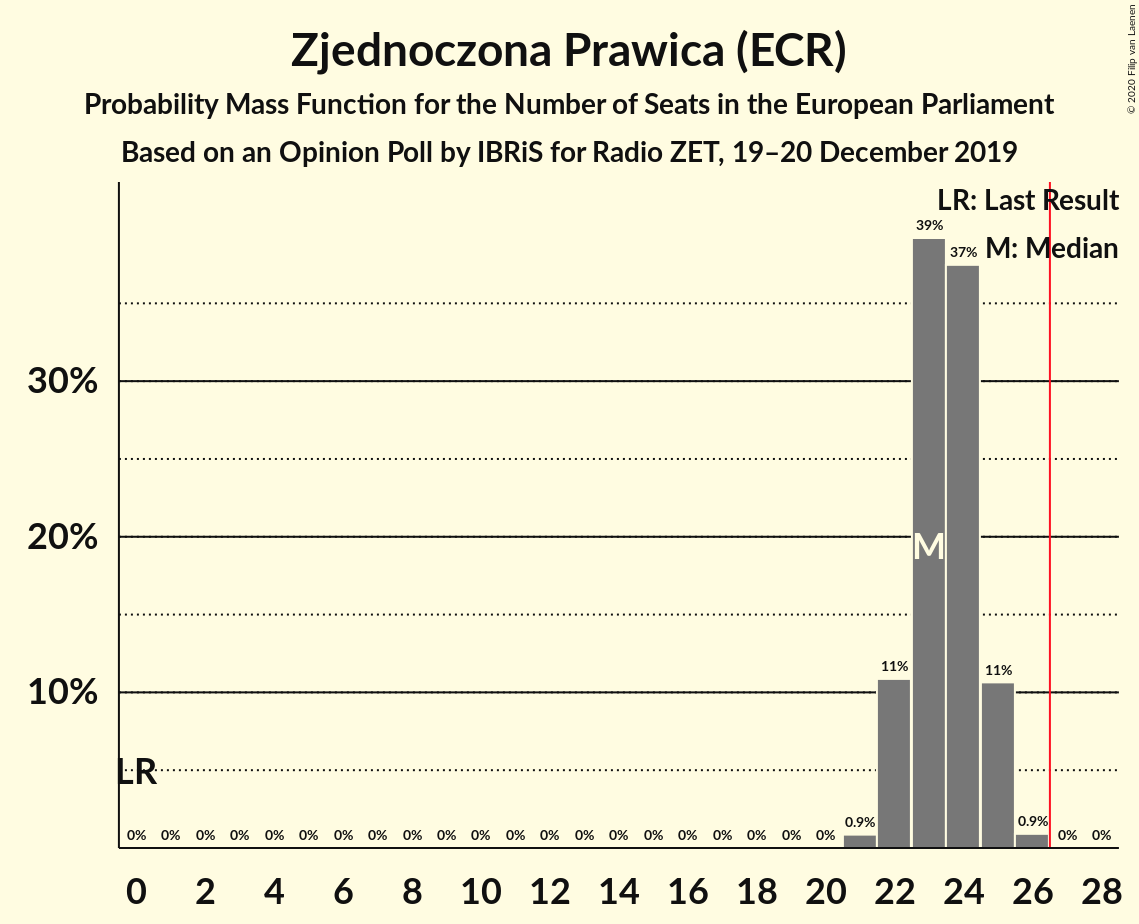 Zjednoczona Prawica (ECR)
Probability Mass Function for the Number of Seats in the European Parliament
Based on an Opinion Poll by IBRiS for Radio ZET, 19–20 December 2019
© 2020 Filip van Laenen
LR: Last Result
M: Median
39%
37%
30%
20%
M
11%
11%
10%
LR
0% 0% 0% 0% 0% 0% 0% 0% 0% 0% 0% 0% 0% 0% 0% 0% 0% 0% 0% 0% 0% 0.9% 0.9% 0% 0%
0 2 4 6 8 10 12 14 16 18 20 22 24 26 28